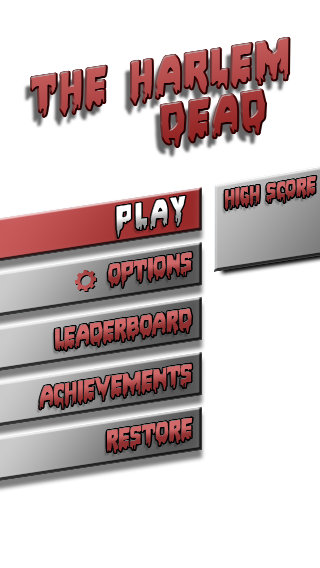 THE HARLEM
DEAD
HIGH SCORE
PLAY
OPTIONS
LEADERBOARD
ACHIEVEMENTS
RESTORE